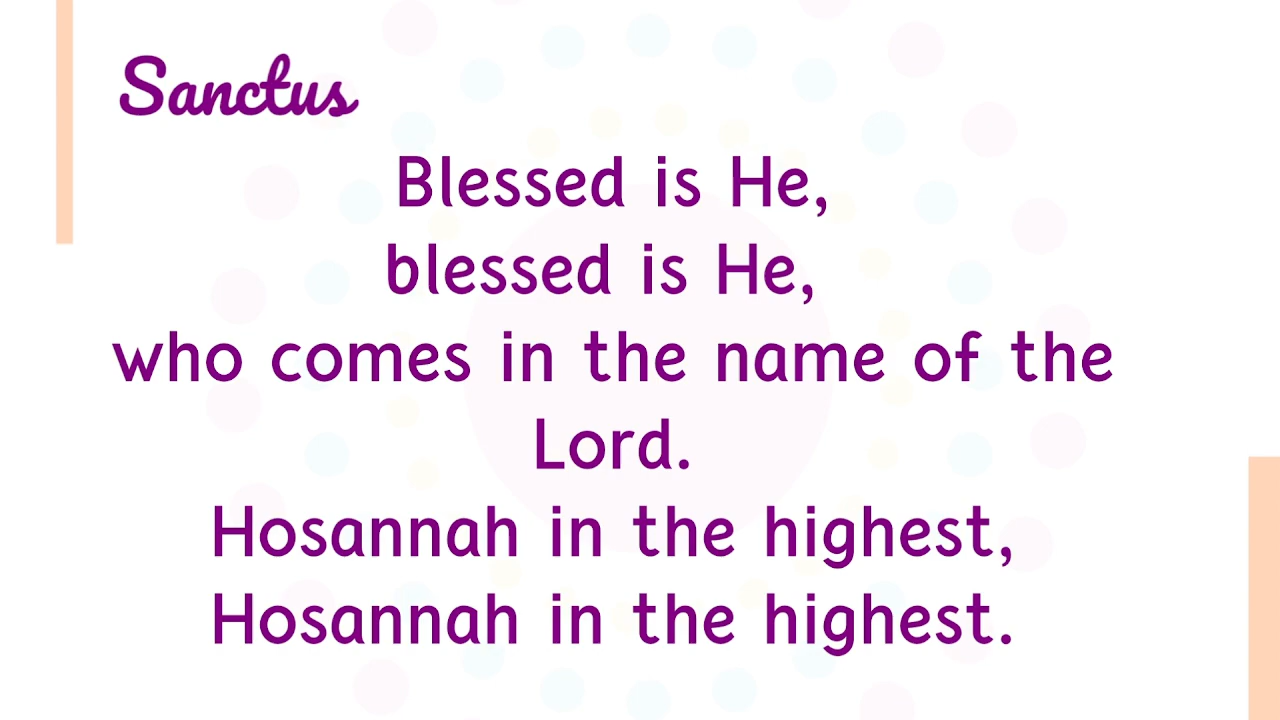 Sanctus
Blessed is He,
blessed is He,
who comes in the name of the
Lord.
Hosannah in the highest,
Hosannah in the highest.